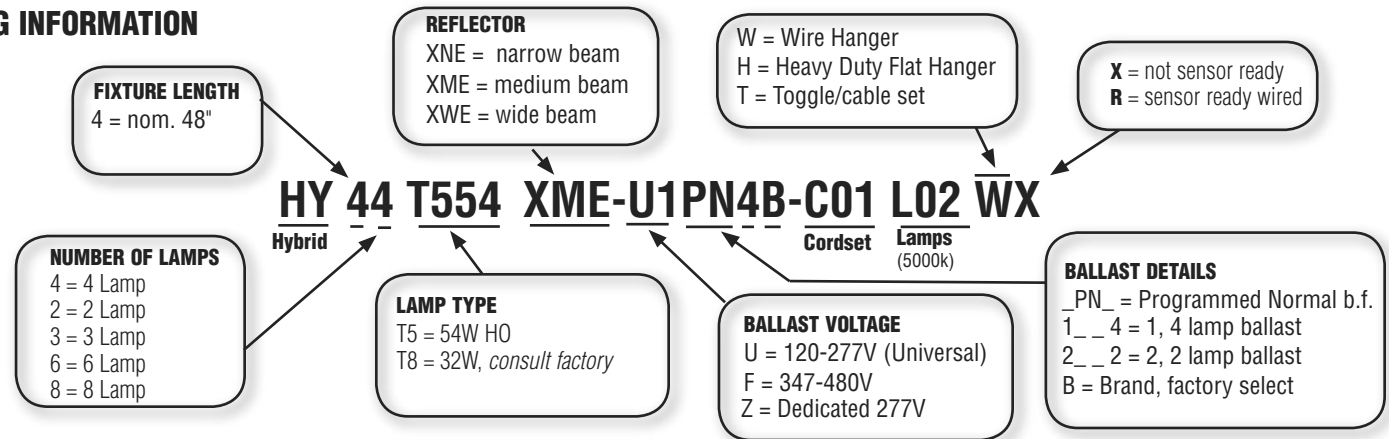 G INFORMATION
REFLECTOR
XNE = narrow beam
XME = medium beam
XWE = wide beam
W = Wire Hanger
H = Heavy Duty Flat Hanger
T = Toggle/cable set
X = not sensor ready
R = sensor ready wired
FIXTURE LENGTH
4 = nom. 48"
HY 44 T554 XME-U1PN4B-C01 L02 WX
Hybrid
Cordset
Lamps
(5000k)
NUMBER OF LAMPS
4 = 4 Lamp
2 = 2 Lamp
3 = 3 Lamp
6 = 6 Lamp
8 = 8 Lamp
LAMP TYPE
T5 = 54W HO
T8 = 32W, consult factory
BALLAST VOLTAGE
U = 120-277V (Universal)
F = 347-480V
Z = Dedicated 277V
BALLAST DETAILS
_PN_ = Programmed Normal b.f.
1_ _ 4 = 1, 4 lamp ballast
2_ _ 2 = 2, 2 lamp ballast
B = Brand, factory select